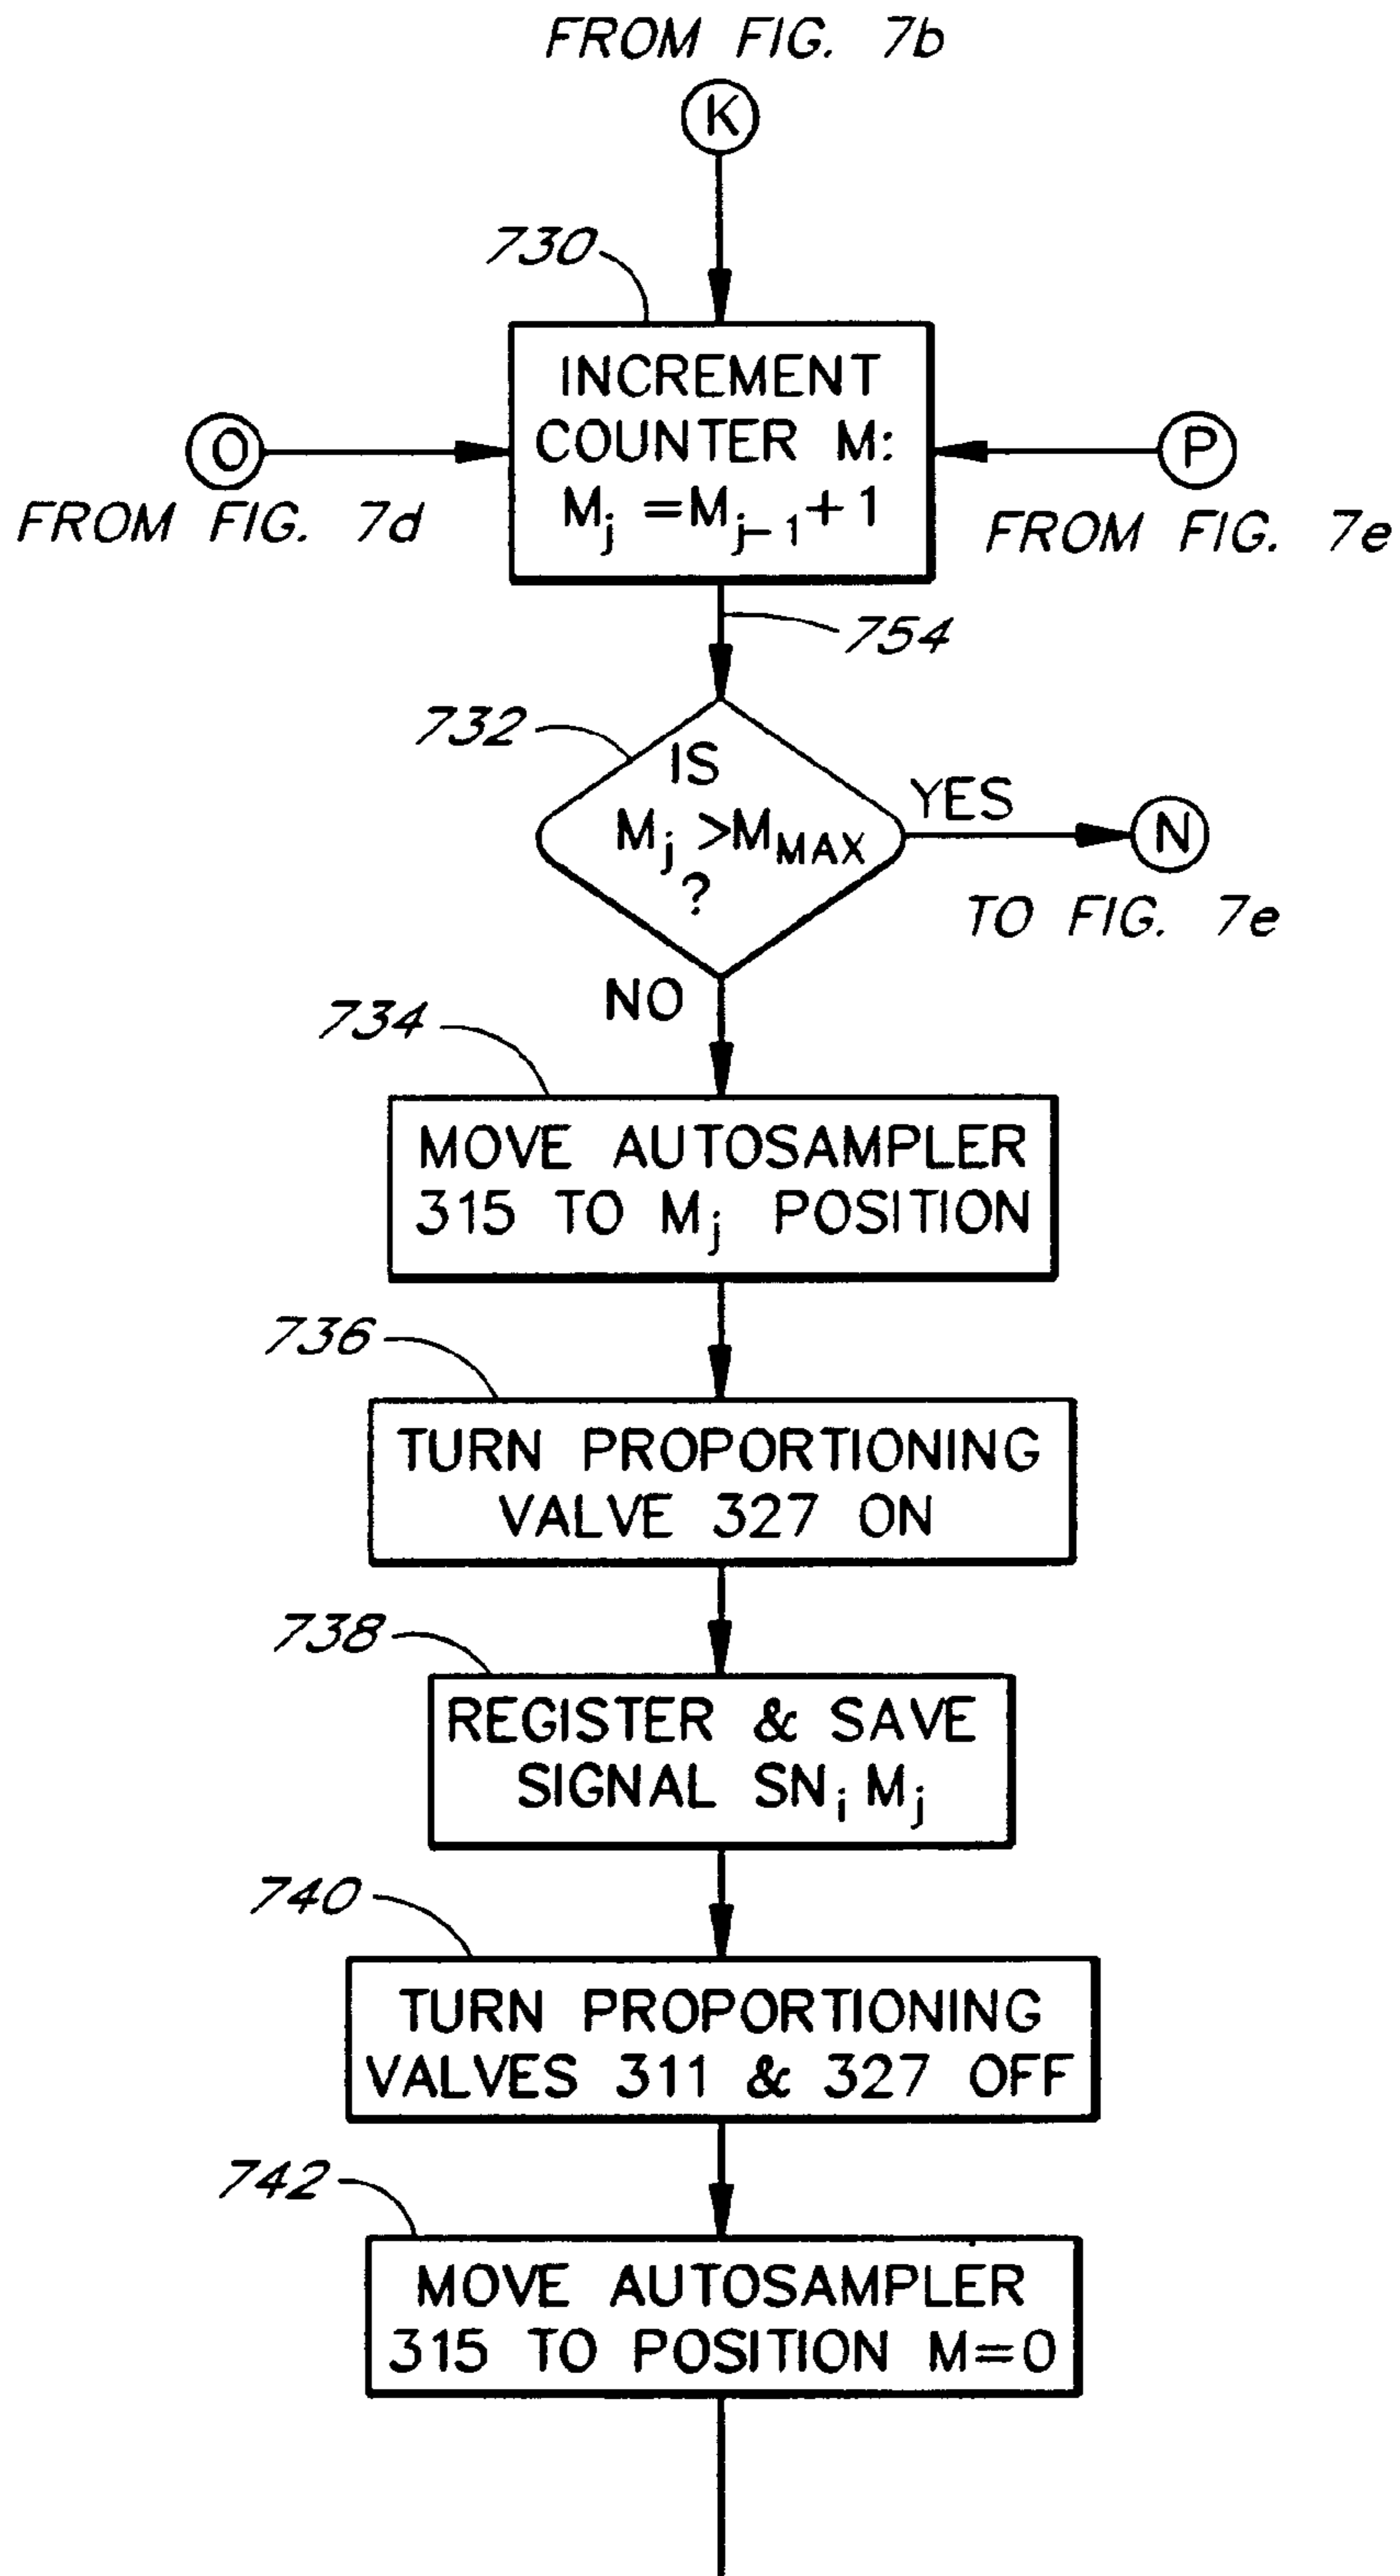 FROM FIG. 7b
K
730
INCREMENT
COUNTER M:
M_j = M_{j-1} + 1
O
FROM FIG. 7d
P
FROM FIG. 7e
754
732
IS
M_j > M_MAX
?
YES
N
TO FIG. 7e
NO
734
MOVE AUTOSAMPLER
315 TO M_j POSITION
736
TURN PROPORTIONING
VALVE 327 ON
738
REGISTER & SAVE
SIGNAL SN_i M_j
740
TURN PROPORTIONING
VALVES 311 & 327 OFF
742
MOVE AUTOSAMPLER
315 TO POSITION M=0